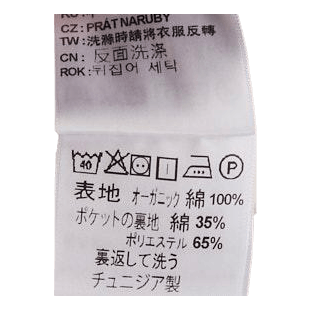 CZ: PRÁT NARUBY
TW: 洗滌時請將衣服反轉
CN: 反面洗涤
ROK: 뒤집어 세탁
40 P
表地 オーガニック 綿 100%
ポケットの裏地 綿 35%
ポリエステル 65%
裏返して洗う
チュニジア製